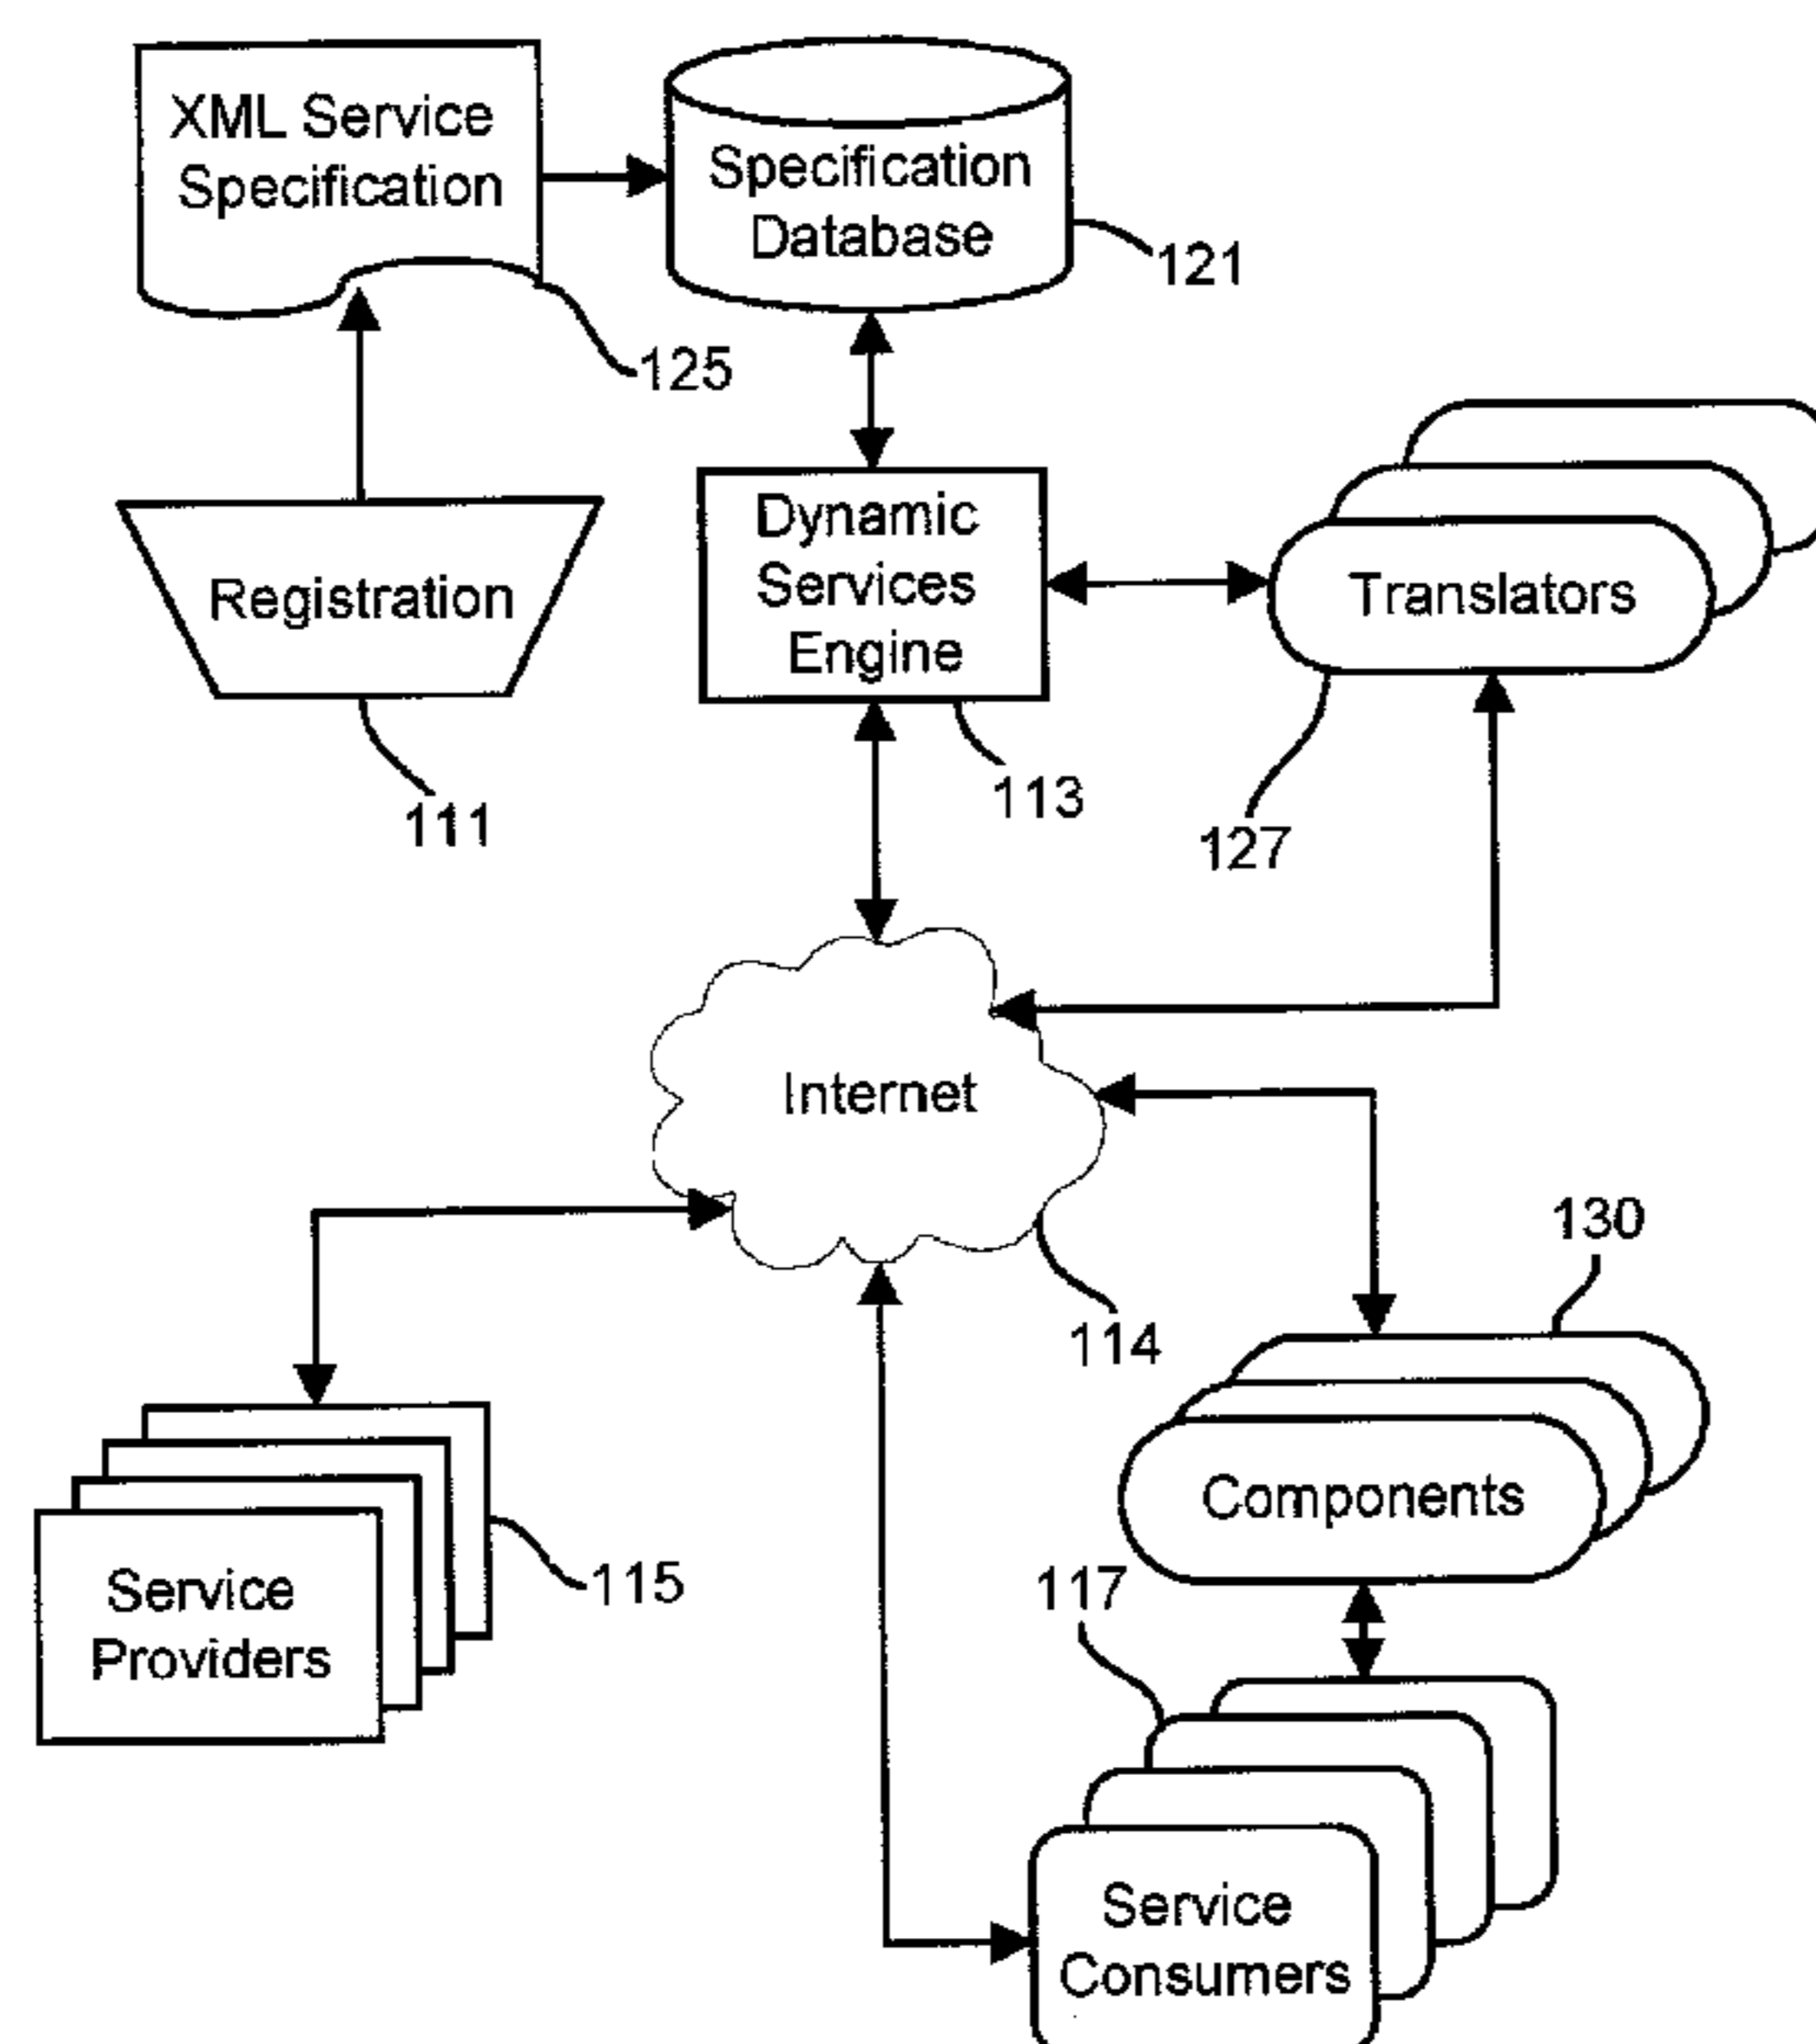 XML Service
Specification
Specification
Database
121
125
Registration
Dynamic
Services
Engine
Translators
111
113
127
Internet
130
114
Components
Service
Providers
115
117
Service
Consumers